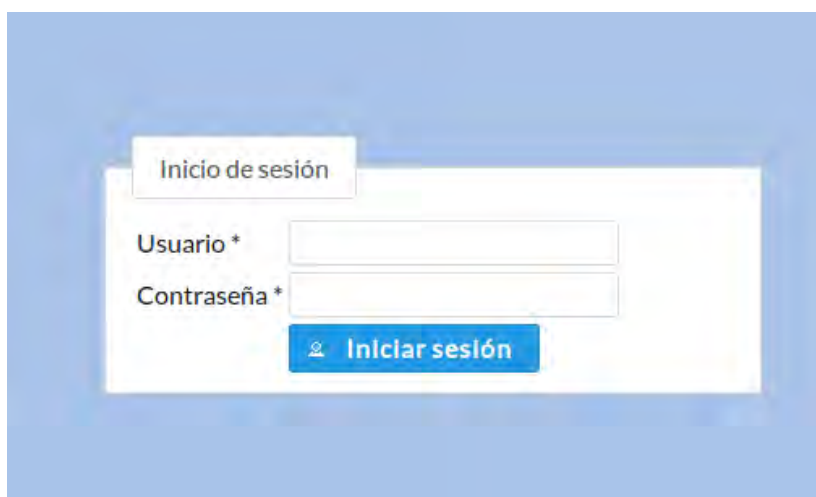 Inicio de sesión
Usuario *
Contraseña *
Iniciar sesión